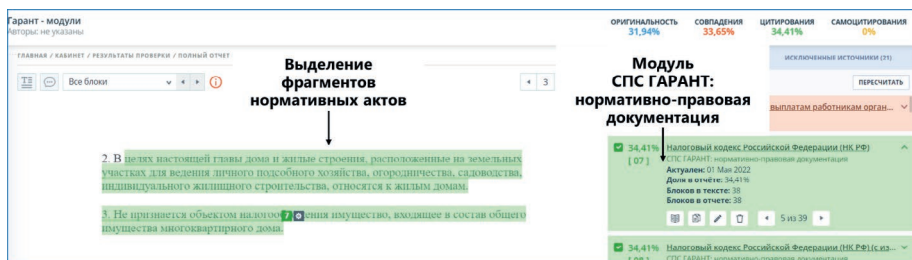 Гарант - модули
Авторы: не указаны
ОРИГИНАЛЬНОСТЬ СОВПАДЕНИЯ ЦИТИРОВАНИЯ САМОЦИТИРОВАНИЯ
31,94% 33,65% 34,41% 0%
ГЛАВНАЯ / КАБИНЕТ / РЕЗУЛЬТАТЫ ПРОВЕРКИ / ПОЛНЫЙ ОТЧЕТ
ИСКЛЮЧЕННЫЕ ИСТОЧНИКИ (31)
Все блоки
3
ПЕРЕСЧИТАТЬ
Выделение
фрагментов
нормативных актов
Модуль
СПС ГАРАНТ:
нормативно-правовая
документация
выплатам работникам орган...
2. В целях настоящей главы дома и жилые строения, расположенные на земельных
участках для ведения личного подсобного хозяйства, огородничества, садоводства,
индивидуального жилищного строительства, относятся к жилым домам.
3. Не признается объектом налогоо 7 ения имущество, входящее в состав общего
имущества многоквартирного дома.
34,41% Налоговый кодекс Российской Федерации (НК РФ)
[ 07 ] СПС ГАРАНТ: нормативно-правовая документация
Актуален: 01 Мая 2022
Доля в отчёте: 34,41%
Блоков в тексте: 38
Блоков в отчете: 38
5 из 39
34,41% Налоговый кодекс Российской Федерации (НК РФ) (с из...
[ 08 ] СПС ГАРАНТ: нормативно-правовая документация